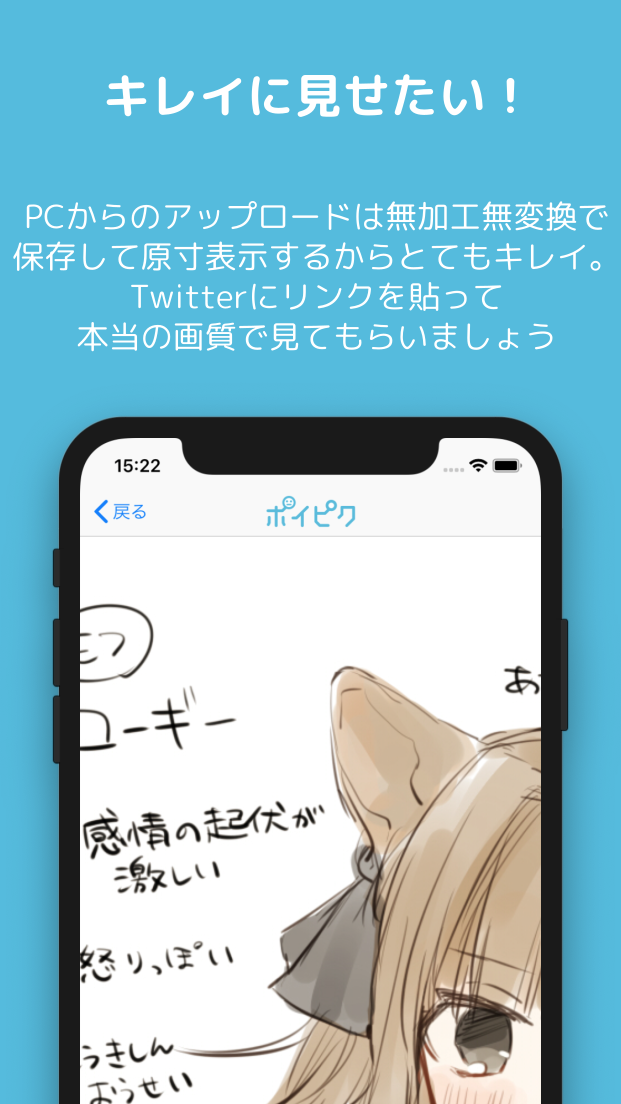 キレイに見せたい！
PCからのアップロードは無加工無変換で
保存して原寸表示するからとてもキレイ。
Twitterにリンクを貼って
本当の画質で見てもらいましょう
15:22
戻る
ポイピク
あ
ユーギー
感情の起伏が
激しい
怒りっぽい
うきしん
おうせい